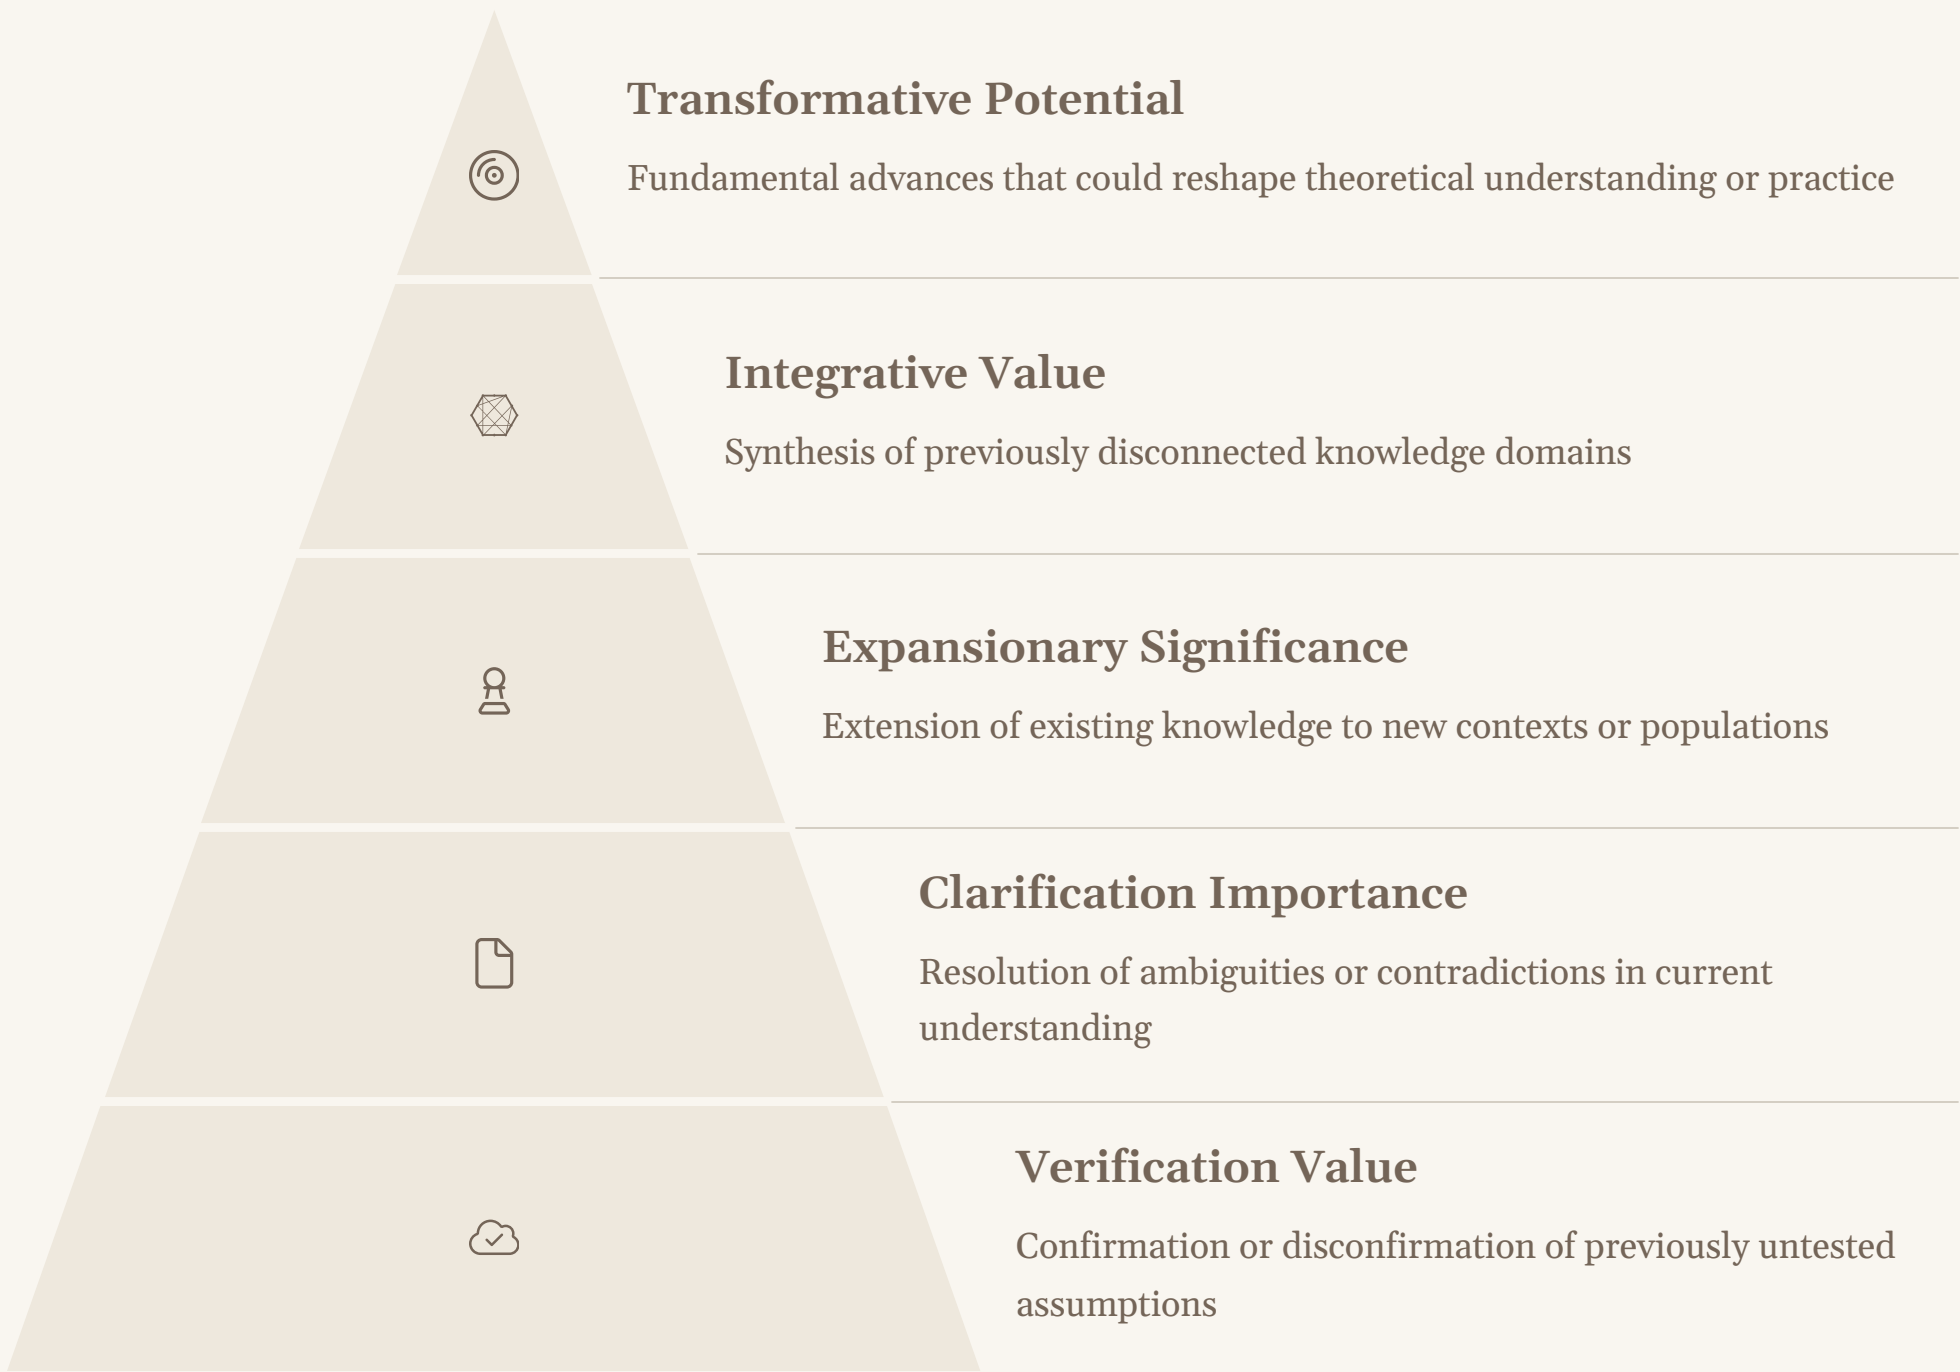 Transformative Potential
Fundamental advances that could reshape theoretical understanding or practice
Integrative Value
Synthesis of previously disconnected knowledge domains
Expansionary Significance
Extension of existing knowledge to new contexts or populations
Clarification Importance
Resolution of ambiguities or contradictions in current
understanding
Verification Value
Confirmation or disconfirmation of previously untested
assumptions